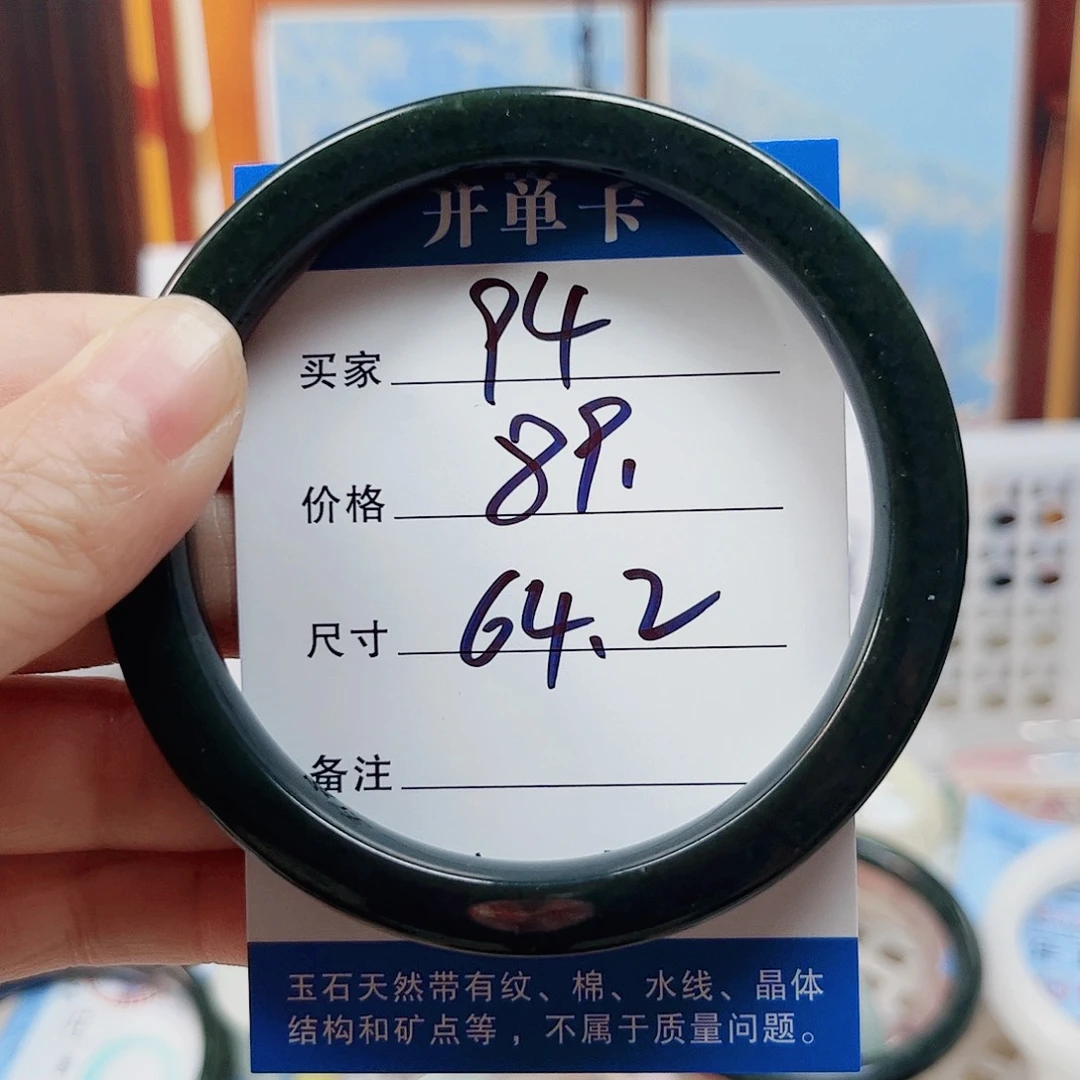 开单卡
买家 94
价格 89.
尺寸 64.2
备注
玉石天然带有纹、棉、水线、晶体
结构和矿点等，不属于质量问题。